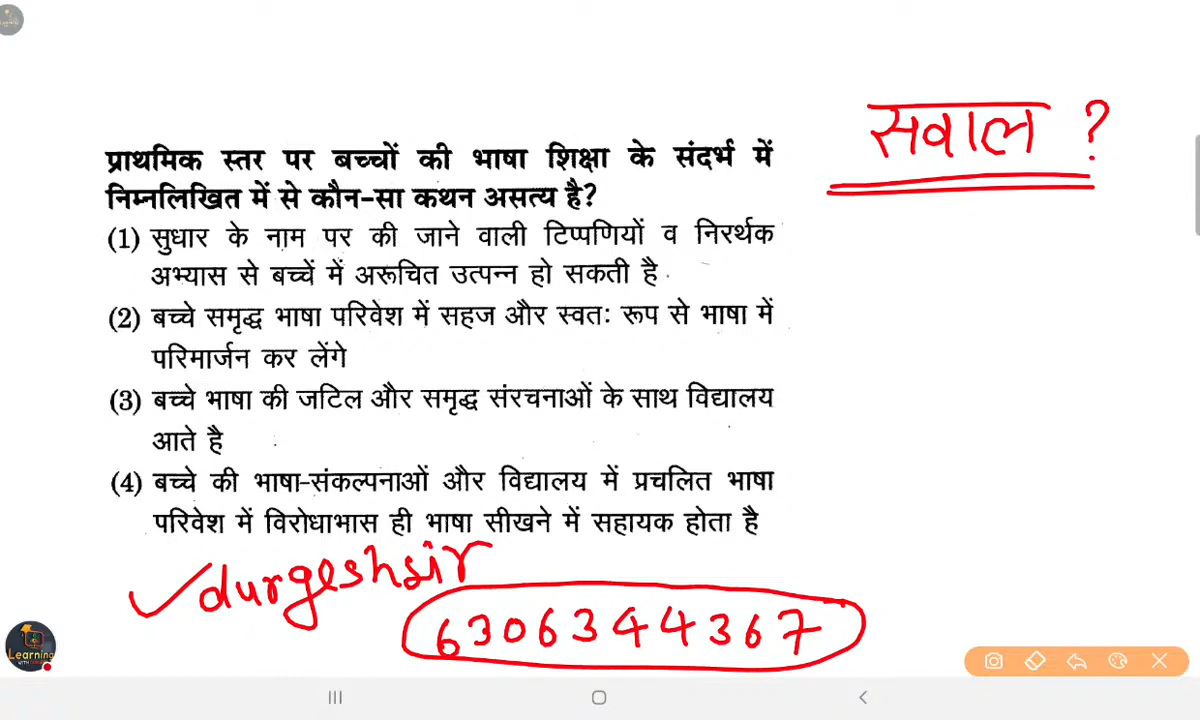 सवाल ?
प्राथमिक स्तर पर बच्चों की भाषा शिक्षा के संदर्भ में
निम्नलिखित में से कौन-सा कथन असत्य है?
(1) सुधार के नाम पर की जाने वाली टिप्पणियों व निरर्थक
अभ्यास से बच्चें में अरूचित उत्पन्न हो सकती है
(2) बच्चे समृद्ध भाषा परिवेश में सहज और स्वतः रूप से भाषा में
परिमार्जन कर लेंगे
(3) बच्चे भाषा की जटिल और समृद्ध संरचनाओं के साथ विद्यालय
आते है
(4) बच्चे की भाषा-संकल्पनाओं और विद्यालय में प्रचलित भाषा
परिवेश में विरोधाभास ही भाषा सीखने में सहायक होता है
durgeshsir
6306344367
Learning